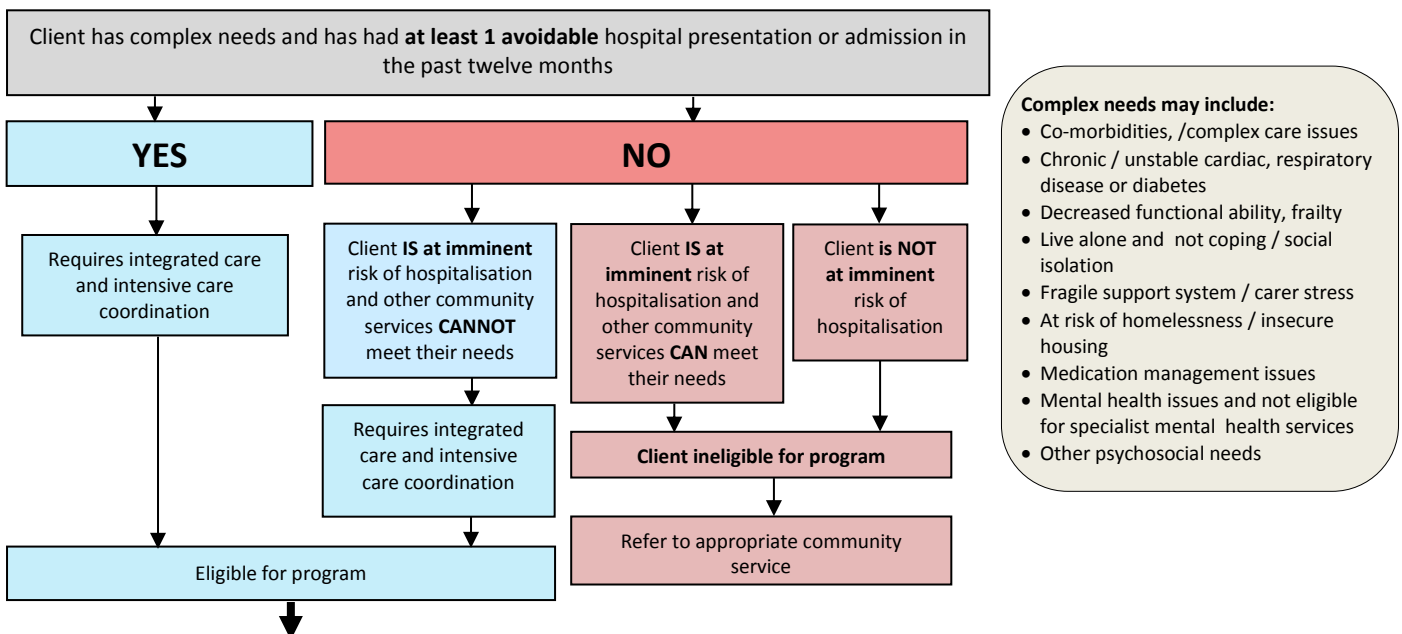 Client has complex needs and has had at least 1 avoidable hospital presentation or admission in
the past twelve months
YES
NO
Requires integrated care
and intensive care
coordination
Client IS at imminent
risk of hospitalisation
and other community
services CANNOT
meet their needs
Client IS at
imminent risk of
hospitalisation and
other community
services CAN meet
their needs
Client is NOT
at imminent
risk of
hospitalisation
Requires integrated
care and intensive
care coordination
Client ineligible for program
Refer to appropriate community
service
Eligible for program
Complex needs may include:
• Co-morbidities, /complex care issues
• Chronic / unstable cardiac, respiratory
disease or diabetes
• Decreased functional ability, frailty
• Live alone and not coping / social
isolation
• Fragile support system / carer stress
• At risk of homelessness / insecure
housing
• Medication management issues
• Mental health issues and not eligible
for specialist mental health services
• Other psychosocial needs